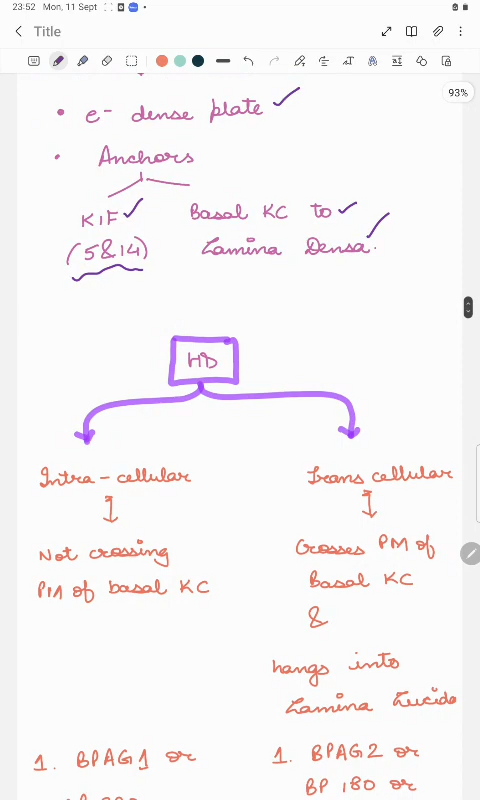 23:52 Mon, 11 Sept
93%
Title
• e- dense plate
• Anchors
KIF
(5&14)
Basal KC to
Lamina Densa.
HD
Intra-cellular
Not crossing
PM of basal KC
Trans cellular
Crosses PM of
Basal KC
&
hangs into
Lamina Lucida
1. BPAG1 or
1. BPAG2 or
BP 180 or